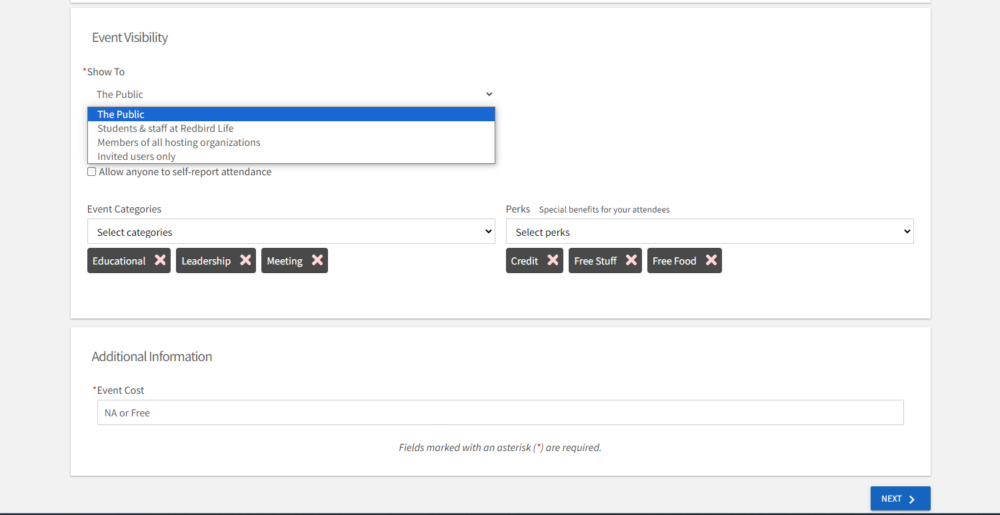 Event Visibility
*Show To
The Public
The Public
Students & staff at Redbird Life
Members of all hosting organizations
Invited users only
Allow anyone to self-report attendance
Event Categories
Select categories
Educational
Leadership
Meeting
Perks Special benefits for your attendees
Select perks
Credit
Free Stuff
Free Food
Additional Information
*Event Cost
NA or Free
Fields marked with an asterisk (*) are required.
NEXT